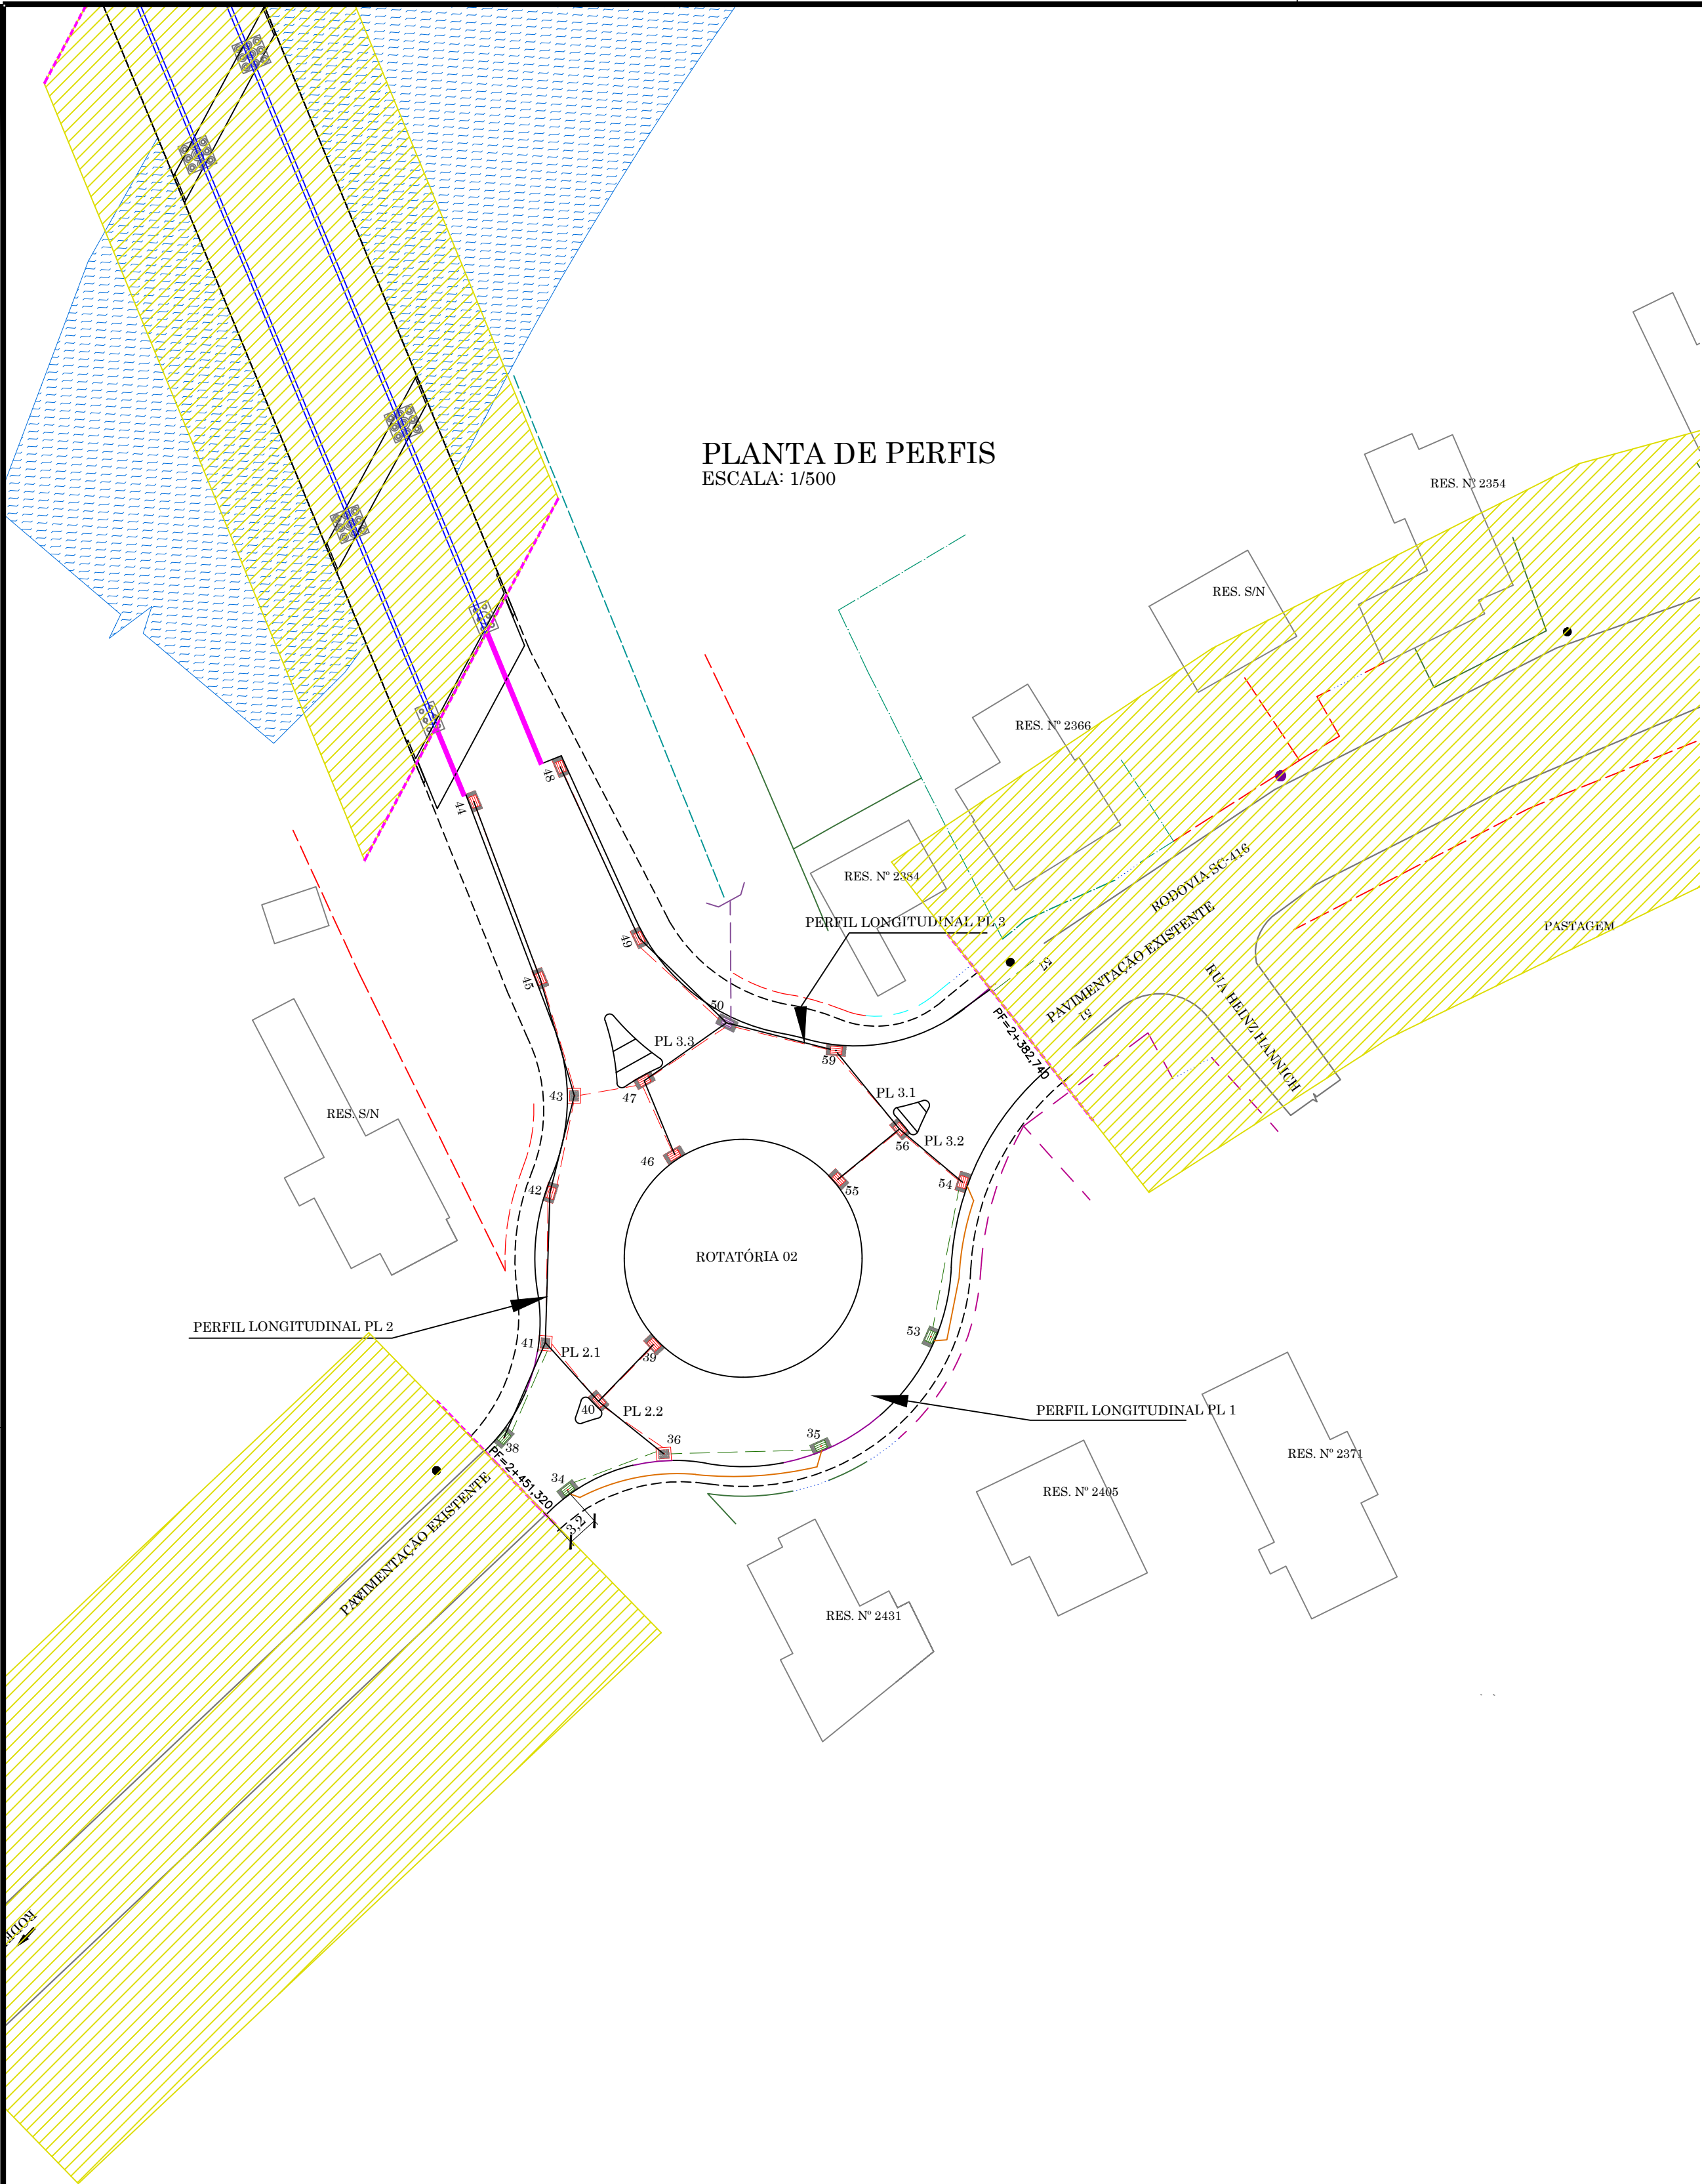 PLANTA DE PERFIS
ESCALA: 1/500
RES. Nº 2354
RES. S/N
RES. Nº 2366
RES. Nº 2384
RODOVIA SC-416
PAVIMENTAÇÃO EXISTENTE
RUA HEINZ HANNICH
PASTAGEM
57
51
PF=2+382,740
PERFIL LONGITUDINAL PL 3
48
44
49
45
50
PL 3.3
59
43
47
PL 3.1
56
PL 3.2
RES. S/N
46
42
55
54
ROTATÓRIA 02
PERFIL LONGITUDINAL PL 2
41
PL 2.1
39
53
40
PL 2.2
PERFIL LONGITUDINAL PL 1
38
36
35
34
PF=2+451,320
3,2
PAVIMENTAÇÃO EXISTENTE
RES. Nº 2371
RES. Nº 2405
RES. Nº 2431